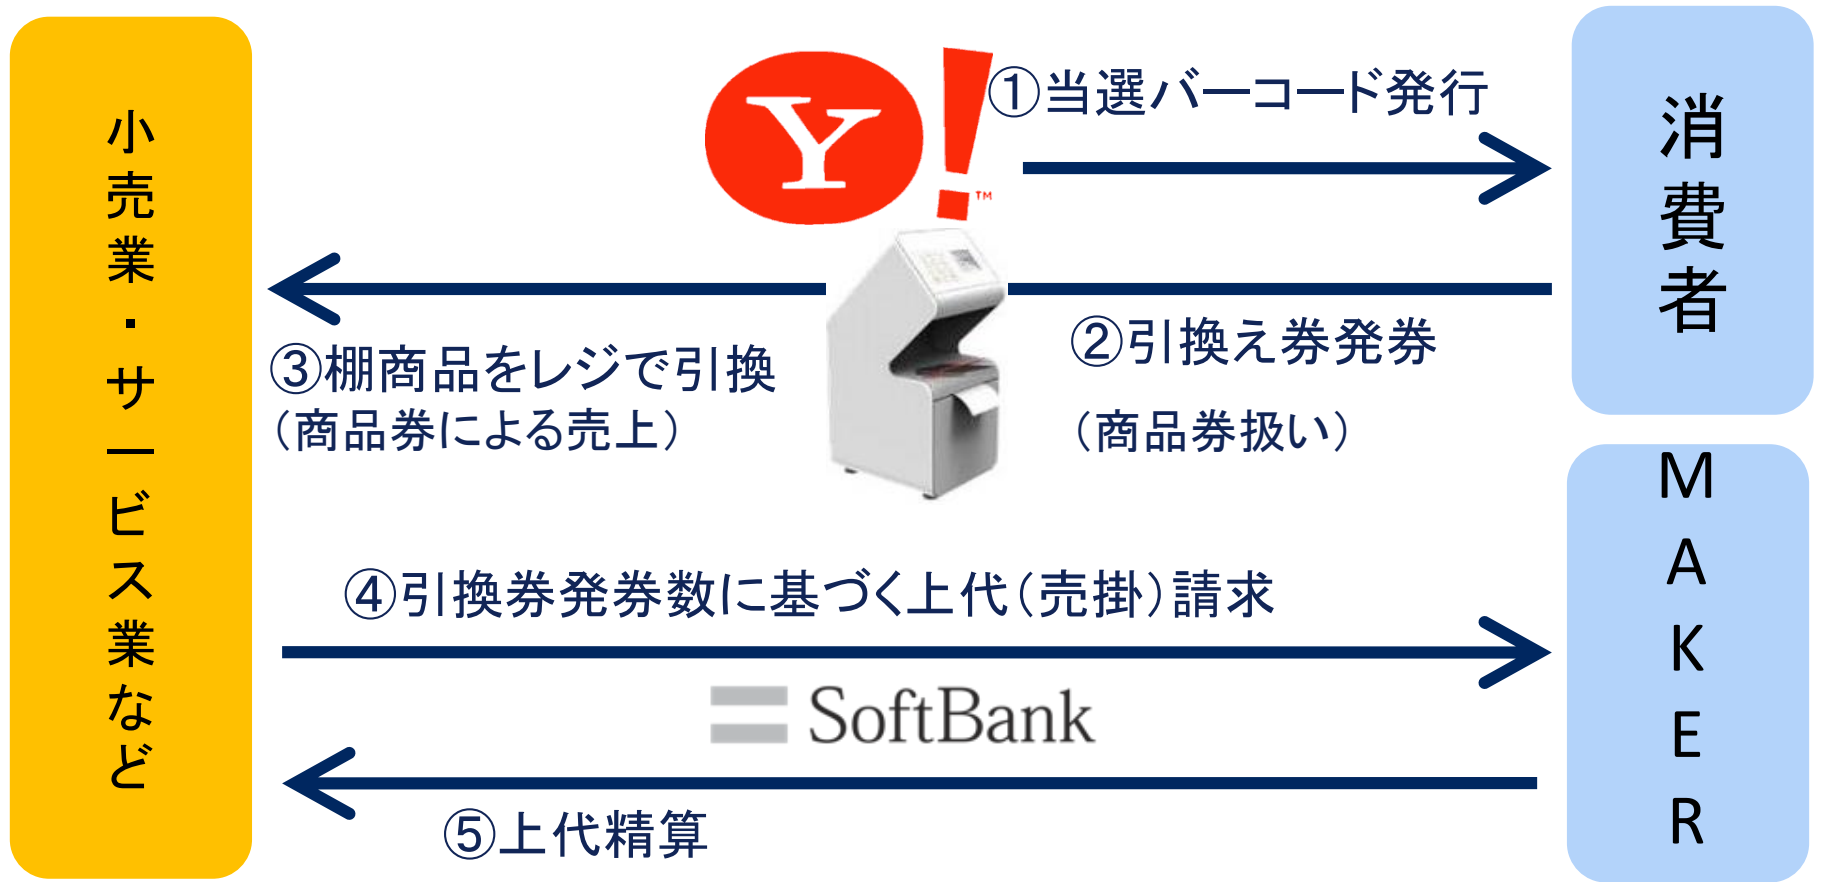 小売業・サービス業など
Y!™
①当選バーコード発行
消費者
②引換え券発券
(商品券扱い)
③棚商品をレジで引換
(商品券による売上)
④引換券発券数に基づく上代(売掛)請求
SoftBank
MAKER
⑤上代精算